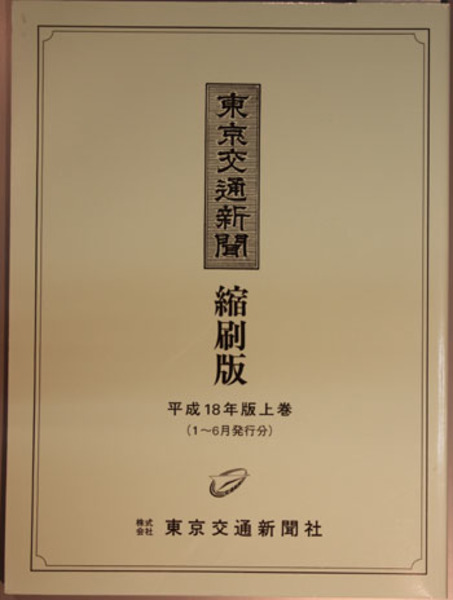 東京交通新聞
縮刷版
平成18年版上巻
(1～6月発行分)
株式会社 東京交通新聞社